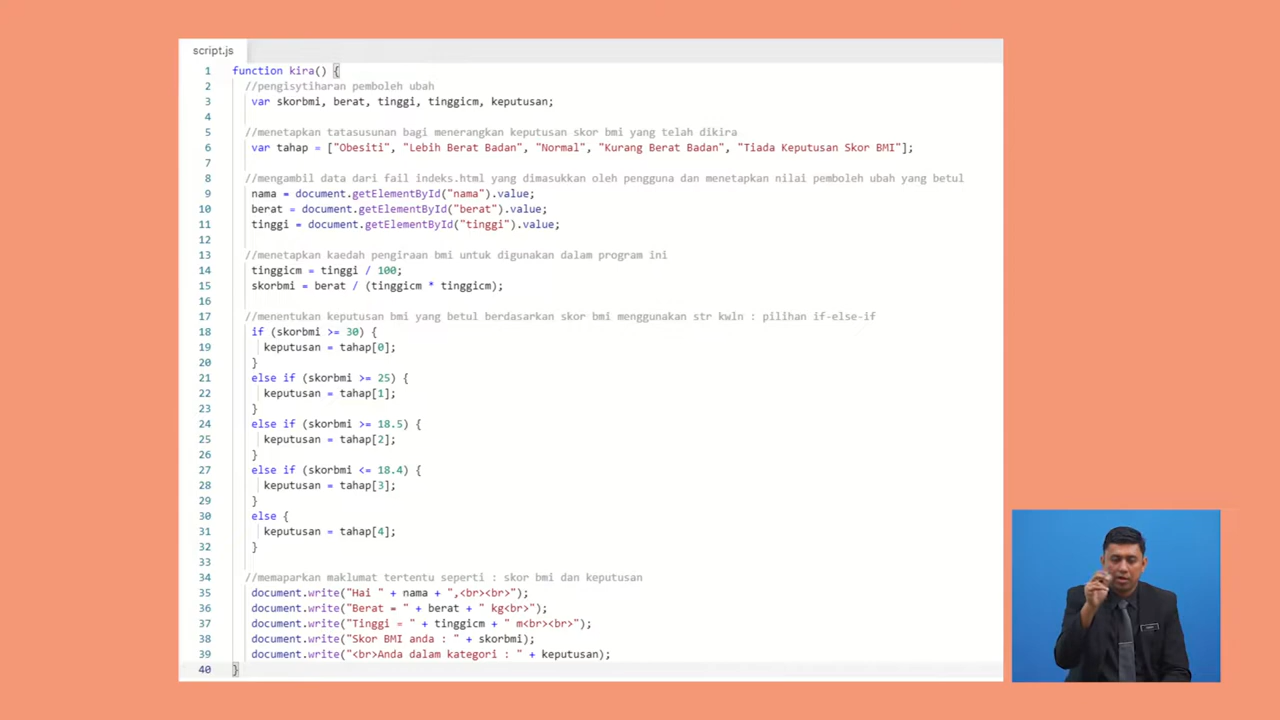 script.js
1 function kira() {
2 //pengisytiharan pemboleh ubah
3 var skorbmi, berat, tinggi, tinggicm, keputusan;
4
5 //menetapkan tatasusunan bagi menerangkan keputusan skor bmi yang telah dikira
6 var tahap = ["Obesiti", "Lebih Berat Badan", "Normal", "Kurang Berat Badan", "Tiada Keputusan Skor BMI"];
7
8 //mengambil data dari fail indeks.html yang dimasukkan oleh pengguna dan menetapkan nilai pemboleh ubah yang betul
9 nama = document.getElementById("nama").value;
10 berat = document.getElementById("berat").value;
11 tinggi = document.getElementById("tinggi").value;
12
13 //menetapkan kaedah pengiraan bmi untuk digunakan dalam program ini
14 tinggicm = tinggi / 100;
15 skorbmi = berat / (tinggicm * tinggicm);
16
17 //menentukan keputusan bmi yang betul berdasarkan skor bmi menggunakan str kwln : pilihan if-else-if
18 if (skorbmi >= 30) {
19 keputusan = tahap[0];
20 }
21 else if (skorbmi >= 25) {
22 keputusan = tahap[1];
23 }
24 else if (skorbmi >= 18.5) {
25 keputusan = tahap[2];
26 }
27 else if (skorbmi <= 18.4) {
28 keputusan = tahap[3];
29 }
30 else {
31 keputusan = tahap[4];
32 }
33
34 //memaparkan maklumat tertentu seperti : skor bmi dan keputusan
35 document.write("Hai " + nama + ",<br><br>");
36 document.write("Berat = " + berat + " kg<br>");
37 document.write("Tinggi = " + tinggicm + " m<br><br>");
38 document.write("Skor BMI anda : " + skorbmi);
39 document.write("<br>Anda dalam kategori : " + keputusan);
40 }